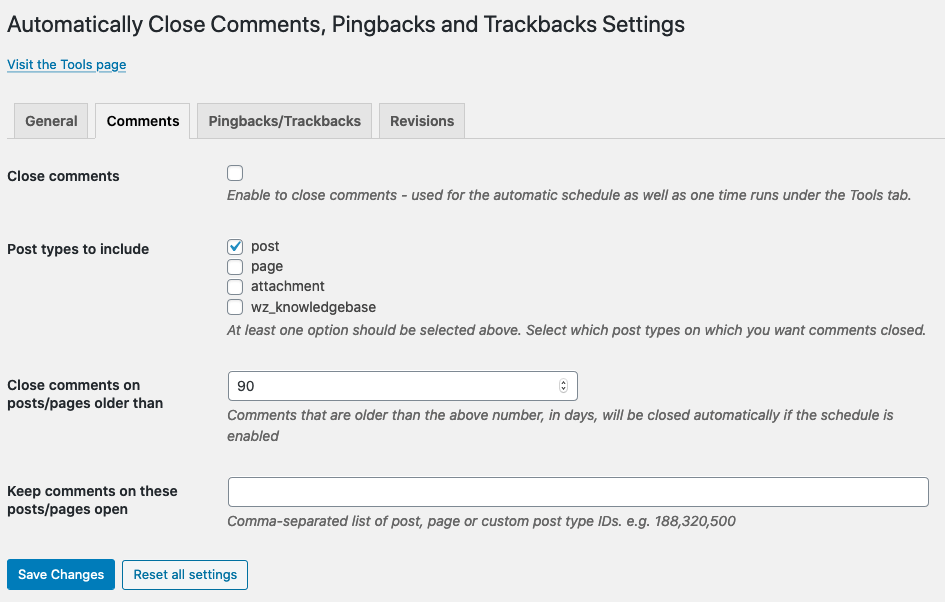 Automatically Close Comments, Pingbacks and Trackbacks Settings
Visit the Tools page
General
Comments
Pingbacks/Trackbacks
Revisions
Close comments
Enable to close comments - used for the automatic schedule as well as one time runs under the Tools tab.
Post types to include
post
page
attachment
wz_knowledgebase
At least one option should be selected above. Select which post types on which you want comments closed.
Close comments on
posts/pages older than
90
Comments that are older than the above number, in days, will be closed automatically if the schedule is
enabled
Keep comments on these
posts/pages open
Comma-separated list of post, page or custom post type IDs. e.g. 188,320,500
Save Changes
Reset all settings